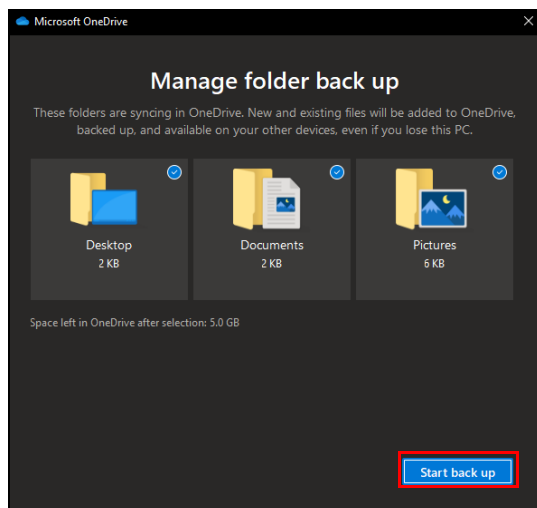 Microsoft OneDrive
Manage folder back up
These folders are syncing in OneDrive. New and existing files will be added to OneDrive,
backed up, and available on your other devices, even if you lose this PC.
Desktop
2 KB
Documents
2 KB
Pictures
6 KB
Space left in OneDrive after selection: 5.0 GB
Start back up